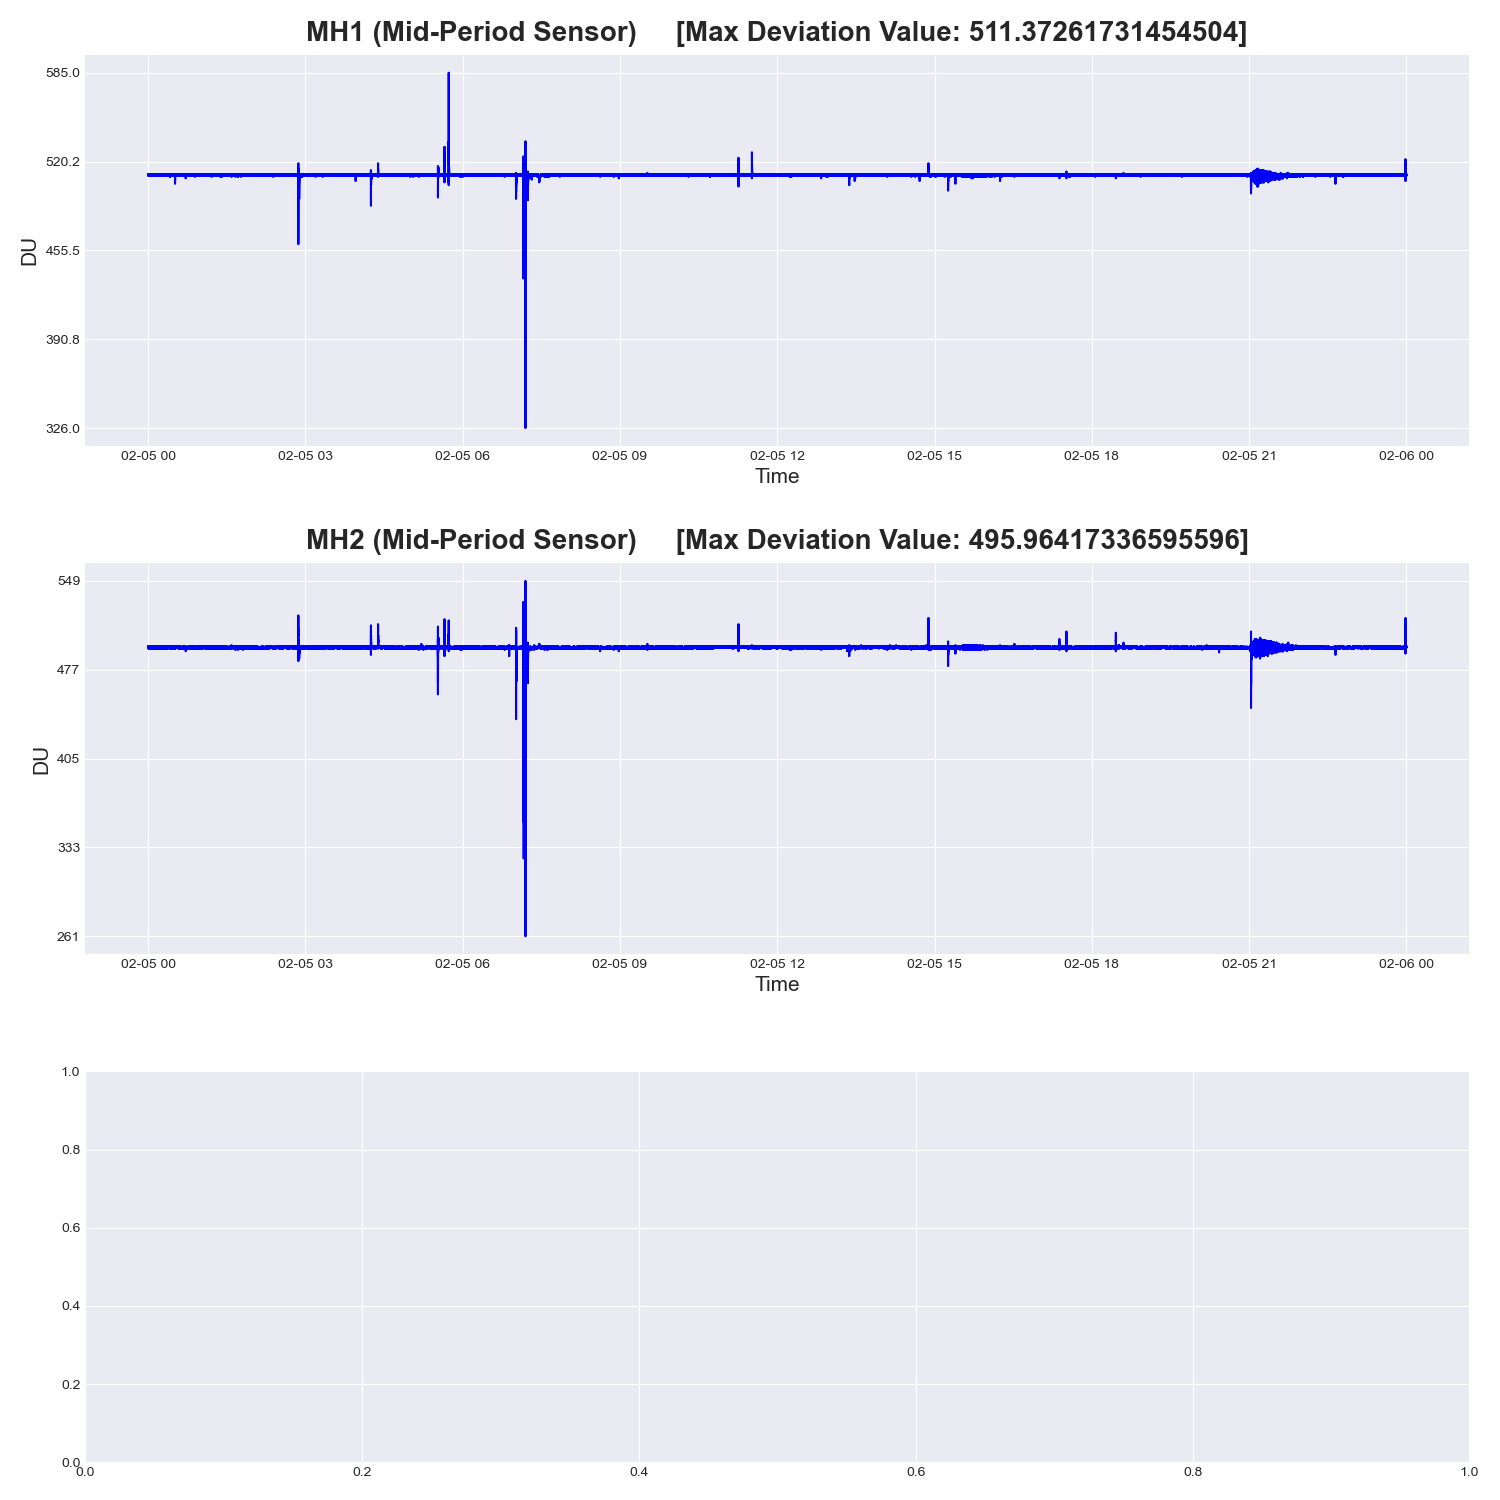 MH1 (Mid-Period Sensor) [Max Deviation Value: 511.37261731454504]
585.0
520.2
455.5
390.8
326.0
DU
02-05 00 02-05 03 02-05 06 02-05 09 02-05 12 02-05 15 02-05 18 02-05 21 02-06 00
Time
MH2 (Mid-Period Sensor) [Max Deviation Value: 495.96417336595596]
549
477
405
333
261
DU
02-05 00 02-05 03 02-05 06 02-05 09 02-05 12 02-05 15 02-05 18 02-05 21 02-06 00
Time
1.0
0.8
0.6
0.4
0.2
0.0
0.0 0.2 0.4 0.6 0.8 1.0